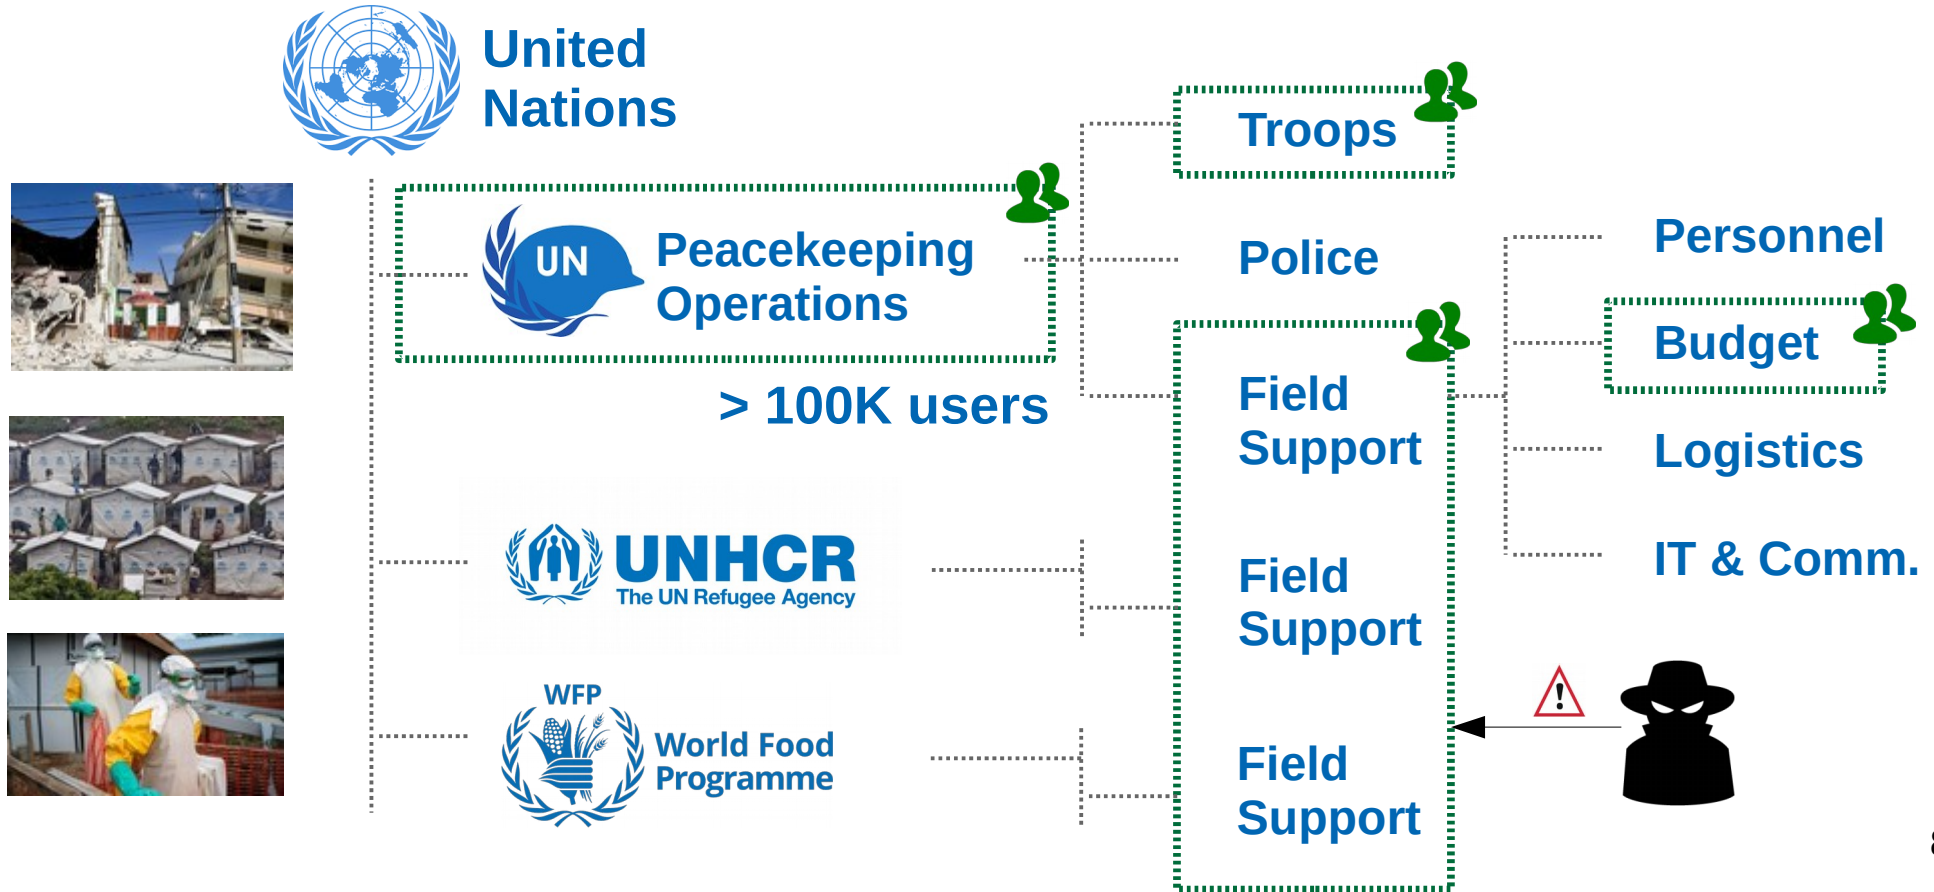 United
Nations
UN
Peacekeeping
Operations
> 100K users
UNHCR
The UN Refugee Agency
WFP
World Food
Programme
Troops
Police
Field
Support
Field
Support
Field
Support
Personnel
Budget
Logistics
IT & Comm.
!